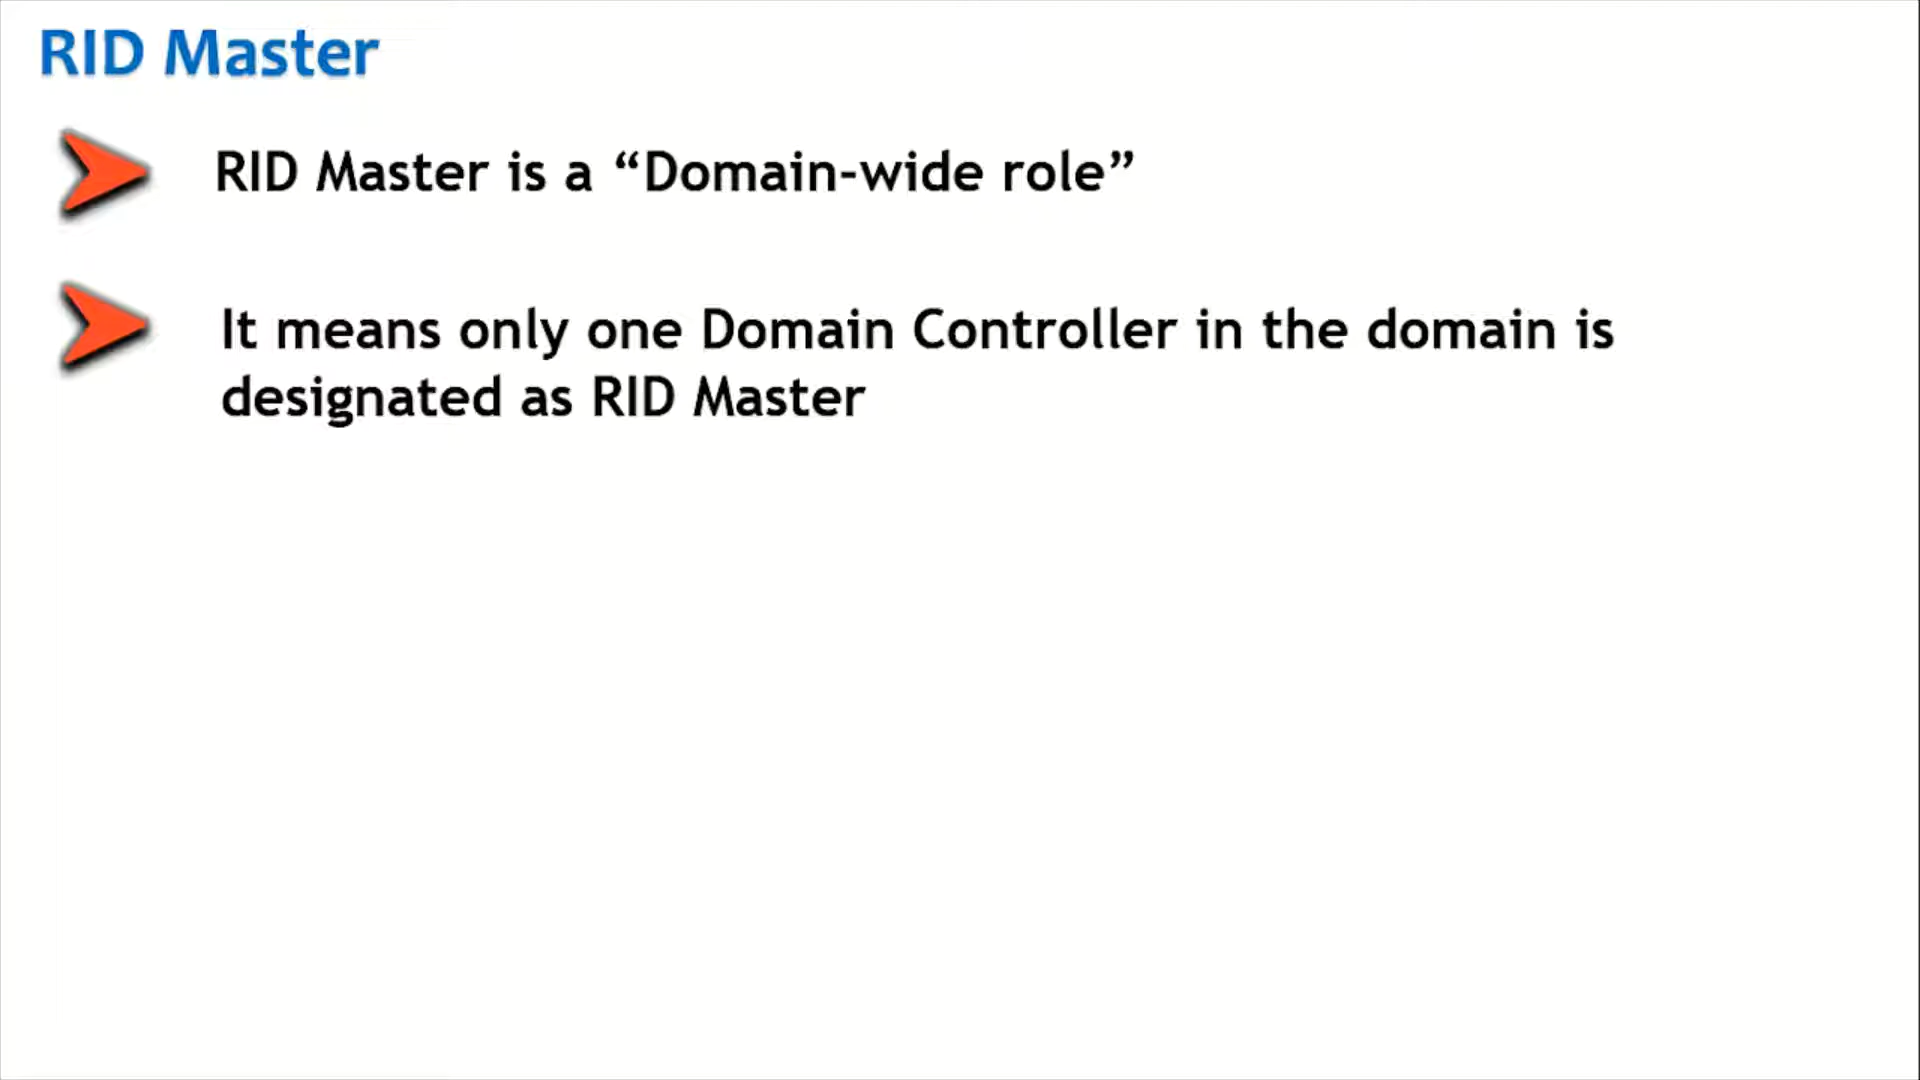 RID Master
RID Master is a “Domain-wide role”
It means only one Domain Controller in the domain is
designated as RID Master